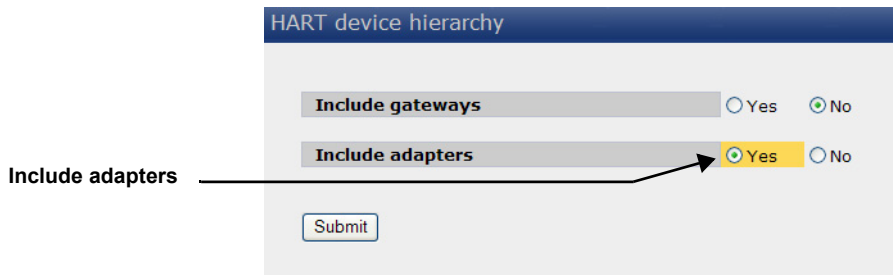 HART device hierarchy
Include gateways Yes No
Include adapters Yes No
Include adapters
Submit